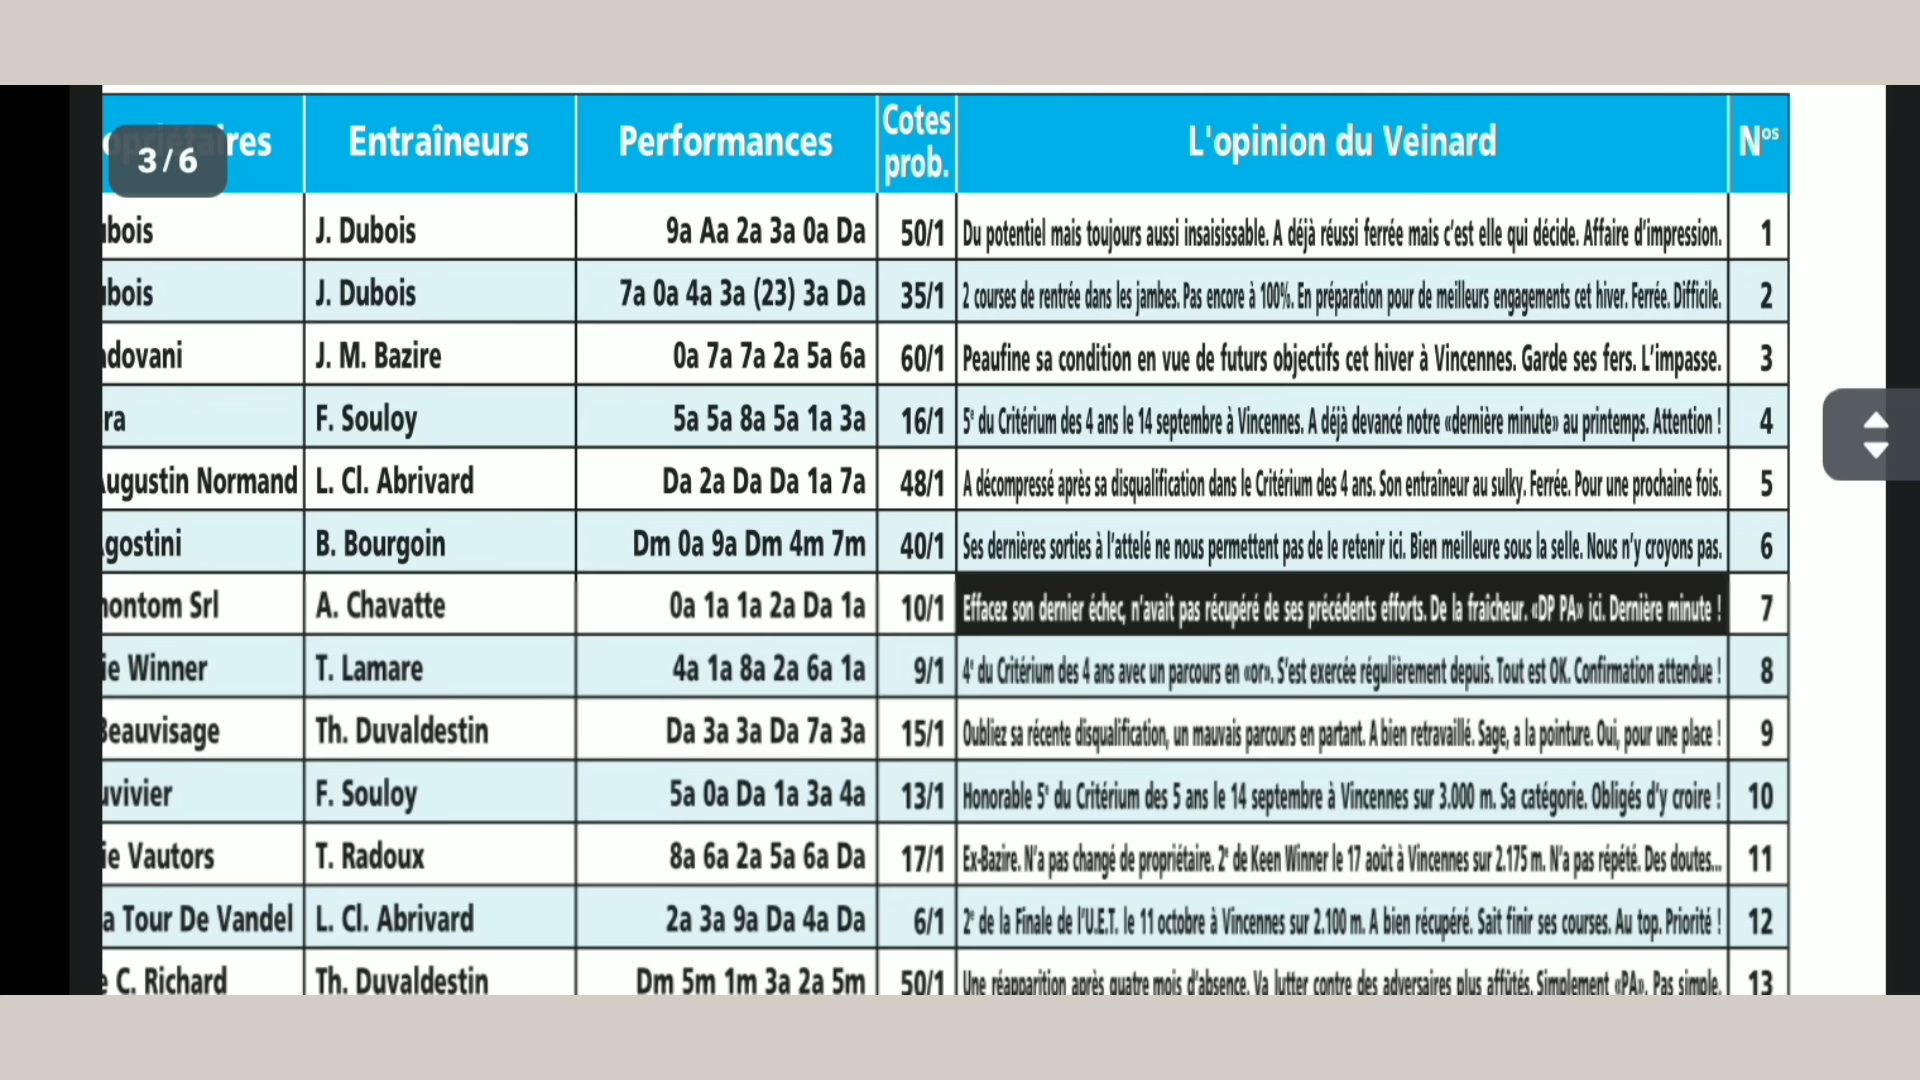 res Entraîneurs Performances Cotes prob. L'opinion du Veinard Nos
3/6
bois J. Dubois 9a Aa 2a 3a 0a Da 50/1 Du potentiel mais toujours aussi insaisissable. A déjà réussi ferrée mais c'est elle qui décide. Affaire d'impression. 1
bois J. Dubois 7a 0a 4a 3a (23) 3a Da 35/1 2 courses de rentrée dans les jambes. Pas encore à 100%. En préparation pour de meilleurs engagements cet hiver. Ferrée. Difficile. 2
dovani J. M. Bazire 0a 7a 7a 2a 5a 6a 60/1 Peaufine sa condition en vue de futurs objectifs cet hiver à Vincennes. Garde ses fers. L'impasse. 3
ra F. Souloy 5a 5a 8a 5a 1a 3a 16/1 5e du Critérium des 4 ans le 14 septembre à Vincennes. A déjà devancé notre «dernière minute» au printemps. Attention ! 4
ugustin Normand L. Cl. Abrivard Da 2a Da Da 1a 7a 48/1 A décompressé après sa disqualification dans le Critérium des 4 ans. Son entraîneur au sulky. Ferrée. Pour une prochaine fois. 5
gostini B. Bourgoin Dm 0a 9a Dm 4m 7m 40/1 Ses dernières sorties à l'attelé ne nous permettent pas de le retenir ici. Bien meilleure sous la selle. Nous n'y croyons pas. 6
ontom Srl A. Chavatte 0a 1a 1a 2a Da 1a 10/1 Effacez son dernier échec, n'avait pas récupéré de ses précédents efforts. De la fraîcheur. «DP PA» ici. Dernière minute ! 7
ie Winner T. Lamare 4a 1a 8a 2a 6a 1a 9/1 4e du Critérium des 4 ans avec un parcours en «or». S'est exercée régulièrement depuis. Tout est OK. Confirmation attendue ! 8
Beauvisage Th. Duvaldestin Da 3a 3a Da 7a 3a 15/1 Oubliez sa récente disqualification, un mauvais parcours en partant. A bien retravaillé. Sage, a la pointure. Oui, pour une place ! 9
uvivier F. Souloy 5a 0a Da 1a 3a 4a 13/1 Honorable 5e du Critérium des 5 ans le 14 septembre à Vincennes sur 3.000 m. Sa catégorie. Obligés d'y croire ! 10
ie Vautors T. Radoux 8a 6a 2a 5a 6a Da 17/1 Ex-Bazire. N'a pas changé de propriétaire. 2e de Keen Winner le 17 août à Vincennes sur 2.175 m. N'a pas répété. Des doutes... 11
a Tour De Vandel L. Cl. Abrivard 2a 3a 9a Da 4a Da 6/1 2e de la Finale de l'U.E.T. le 11 octobre à Vincennes sur 2.100 m. A bien récupéré. Sait finir ses courses. Au top. Priorité ! 12
e C. Richard Th. Duvaldestin Dm 5m 1m 3a 2a 5m 50/1 Une réapparition après quatre mois d'absence. Va lutter contre des adversaires plus affûtés. Simplement «PA». Pas simple. 13